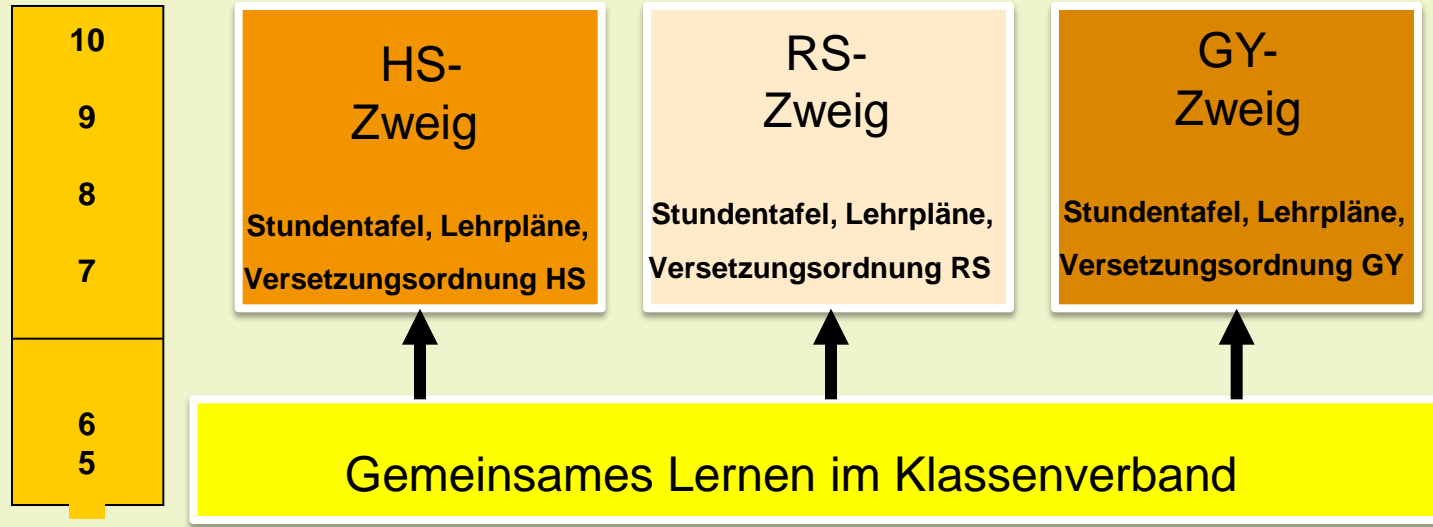 10
9
8
7
6
5
HS-
Zweig
Stundentafel, Lehrpläne,
Versetzungsordnung HS
RS-
Zweig
Stundentafel, Lehrpläne,
Versetzungsordnung RS
GY-
Zweig
Stundentafel, Lehrpläne,
Versetzungsordnung GY
Gemeinsames Lernen im Klassenverband